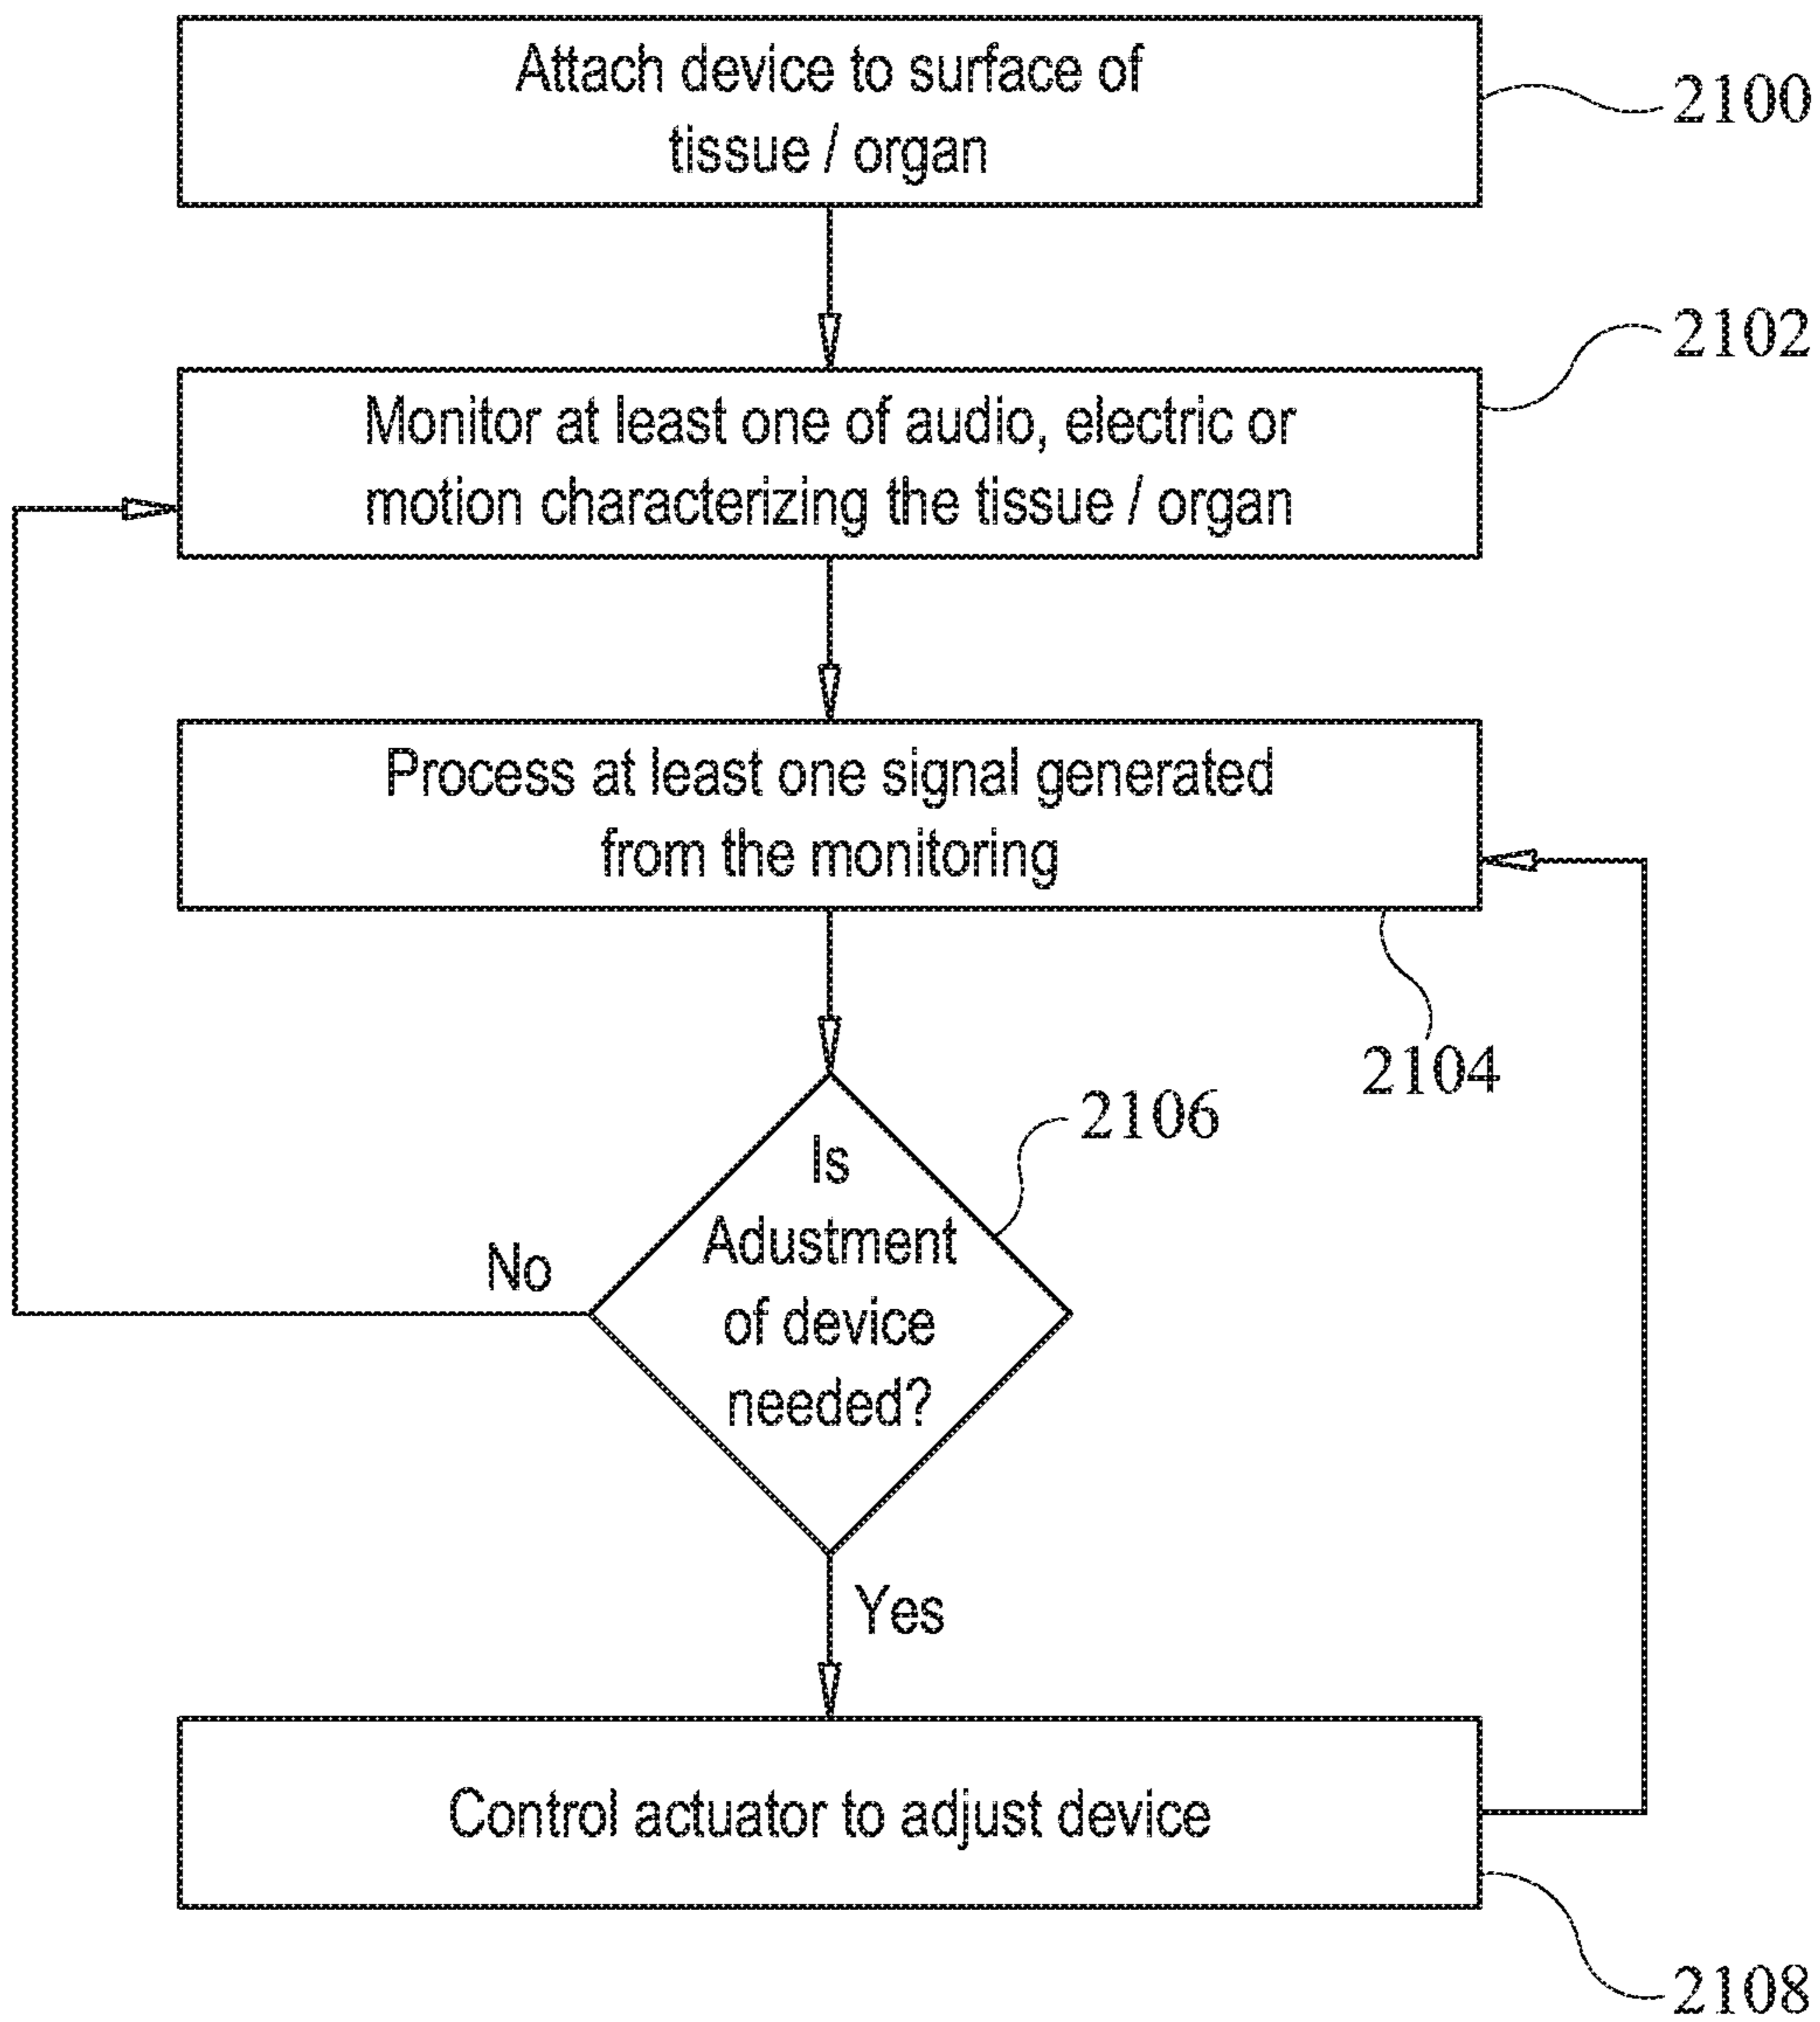 Attach device to surface of
tissue / organ
2100
2102
Monitor at least one of audio, electric or
motion characterizing the tissue / organ
Process at least one signal generated
from the monitoring
2104
2106
Is
Adustment
of device
needed?
No
Yes
Control actuator to adjust device
2108